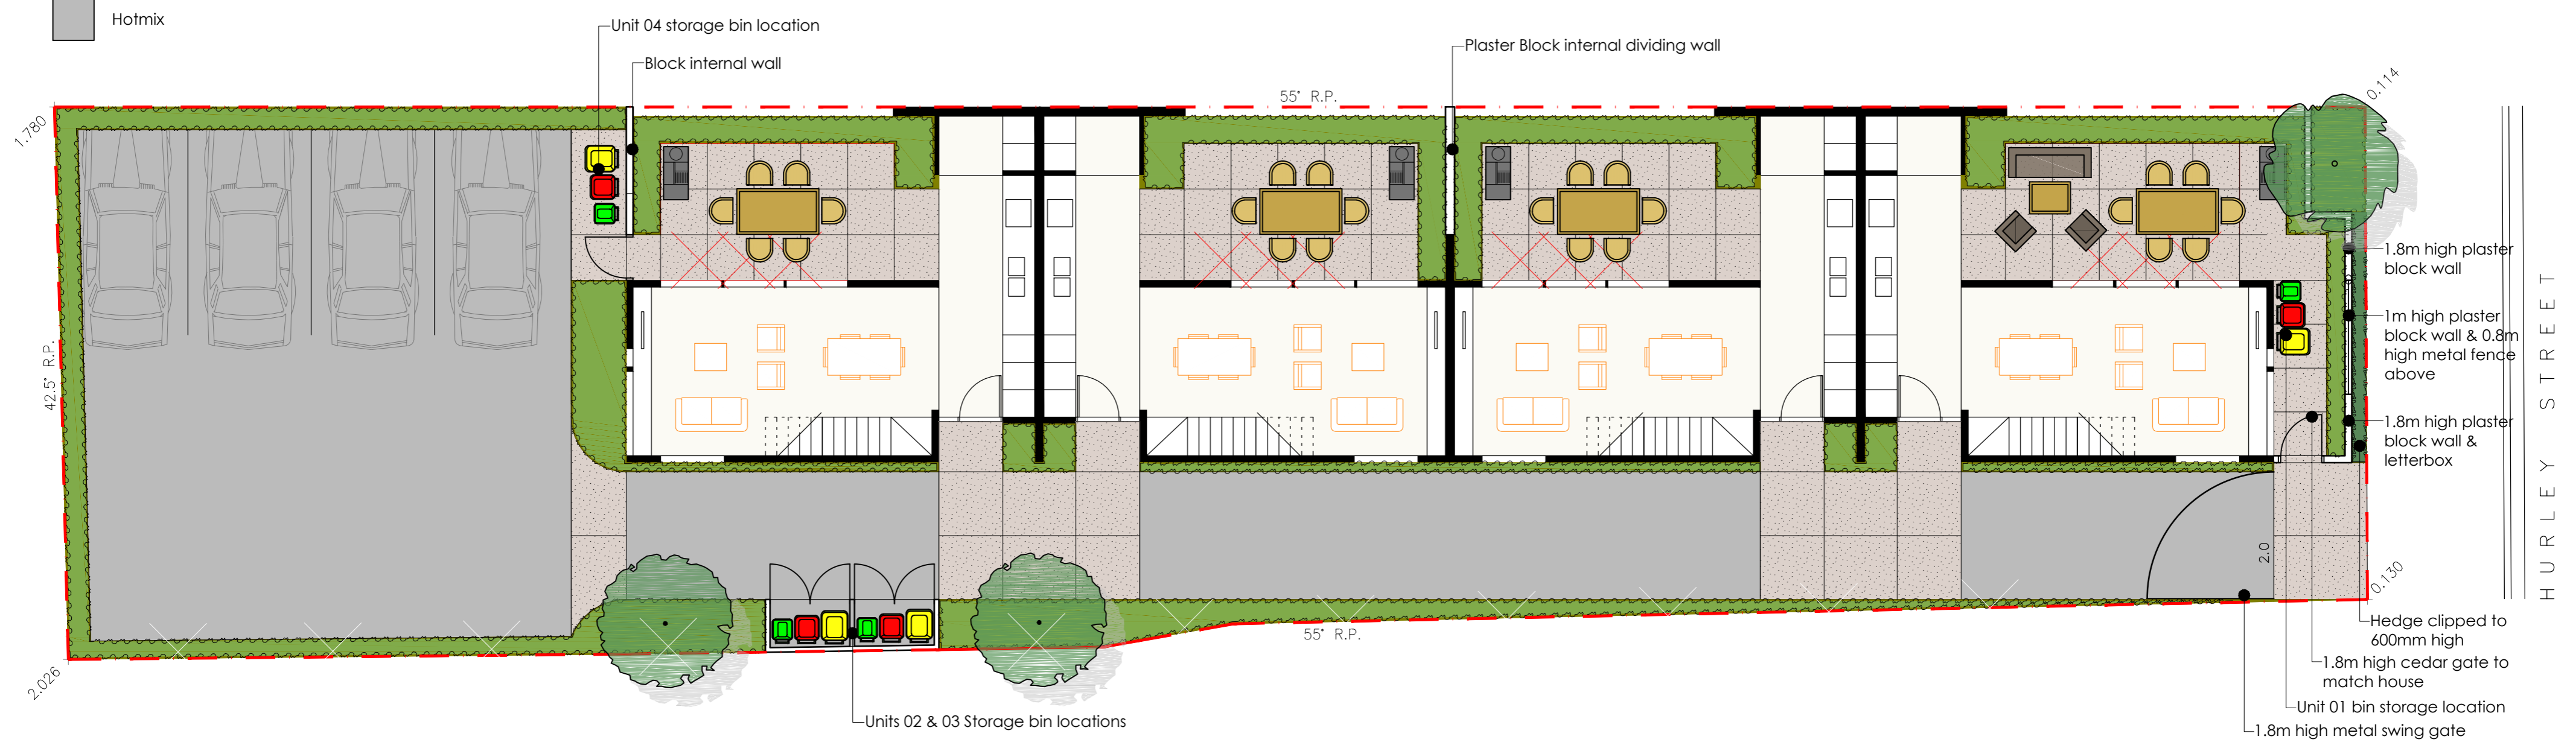 Hotmix
Unit 04 storage bin location
Block internal wall
Plaster Block internal dividing wall
55° R.P.
0.114
1.780
42.5° R.P.
1.8m high plaster
block wall
1m high plaster
block wall & 0.8m
high metal fence
above
1.8m high plaster
block wall &
letterbox
HURLEY STREET
2.0
0.130
55° R.P.
2.026
Hedge clipped to
600mm high
1.8m high cedar gate to
match house
Unit 01 bin storage location
1.8m high metal swing gate
Units 02 & 03 Storage bin locations